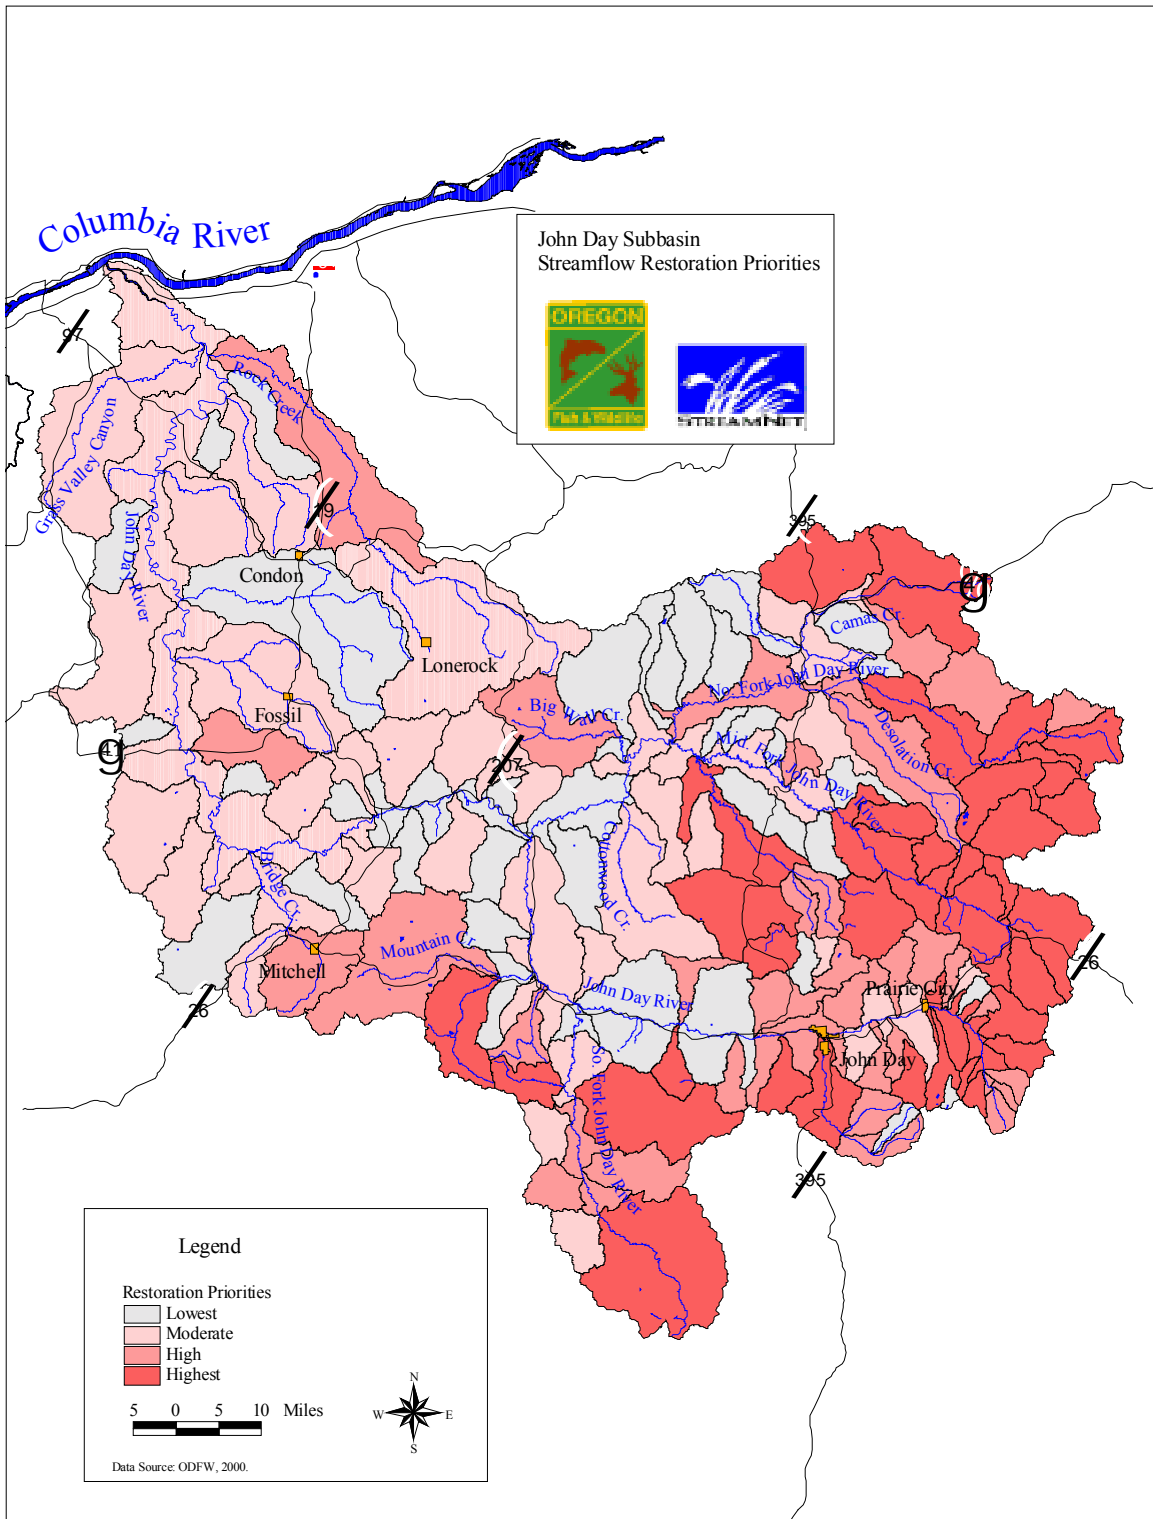 Columbia River
John Day Subbasin
Streamflow Restoration Priorities
OREGON
Fish & Wildlife
STREAMNET
97
Rock Creek
Grass Valley Canyon
John Day River
19
395
Condon
Camas Cr.
Lonerock
No. Fork John Day River
Fossil
Big Wall Cr.
Desolation Cr.
Mid. Fork John Day River
g
g
207
Cottonwood Cr.
Bridge Cr.
Mountain Cr.
Mitchell
26
26
John Day River
Prairie City
John Day
So. Fork John Day River
395
Legend
Restoration Priorities
Lowest
Moderate
High
Highest
5 0 5 10 Miles
N
W E
S
Data Source: ODFW, 2000.